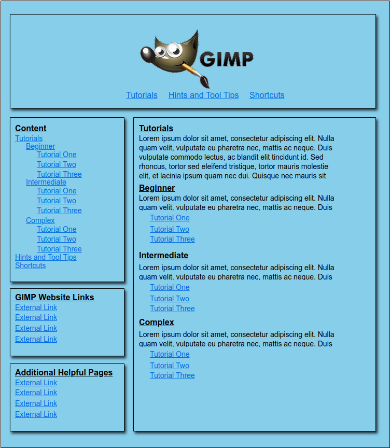 GIMP
Tutorials Hints and Tool Tips Shortcuts
Content
Tutorials
Beginner
Tutorial One
Tutorial Two
Tutorial Three
Intermediate
Tutorial One
Tutorial Two
Tutorial Three
Complex
Tutorial One
Tutorial Two
Tutorial Three
Hints and Tool Tips
Shortcuts
GIMP Website Links
External Link
External Link
External Link
External Link
Additional Helpful Pages
External Link
External Link
External Link
External Link
Tutorials
Lorem ipsum dolor sit amet, consectetur adipiscing elit. Nulla
quam velit, vulputate eu pharetra nec, mattis ac neque. Duis
vulputate commodo lectus, ac blandit elit tincidunt id. Sed
rhoncus, tortor sed eleifend tristique, tortor mauris molestie
elit, et lacinia ipsum quam nec dui. Quisque nec mauris sit
Beginner
Lorem ipsum dolor sit amet, consectetur adipiscing elit. Nulla
quam velit, vulputate eu pharetra nec, mattis ac neque. Duis
Tutorial One
Tutorial Two
Tutorial Three
Intermediate
Lorem ipsum dolor sit amet, consectetur adipiscing elit. Nulla
quam velit, vulputate eu pharetra nec, mattis ac neque. Duis
Tutorial One
Tutorial Two
Tutorial Three
Complex
Lorem ipsum dolor sit amet, consectetur adipiscing elit. Nulla
quam velit, vulputate eu pharetra nec, mattis ac neque. Duis
Tutorial One
Tutorial Two
Tutorial Three